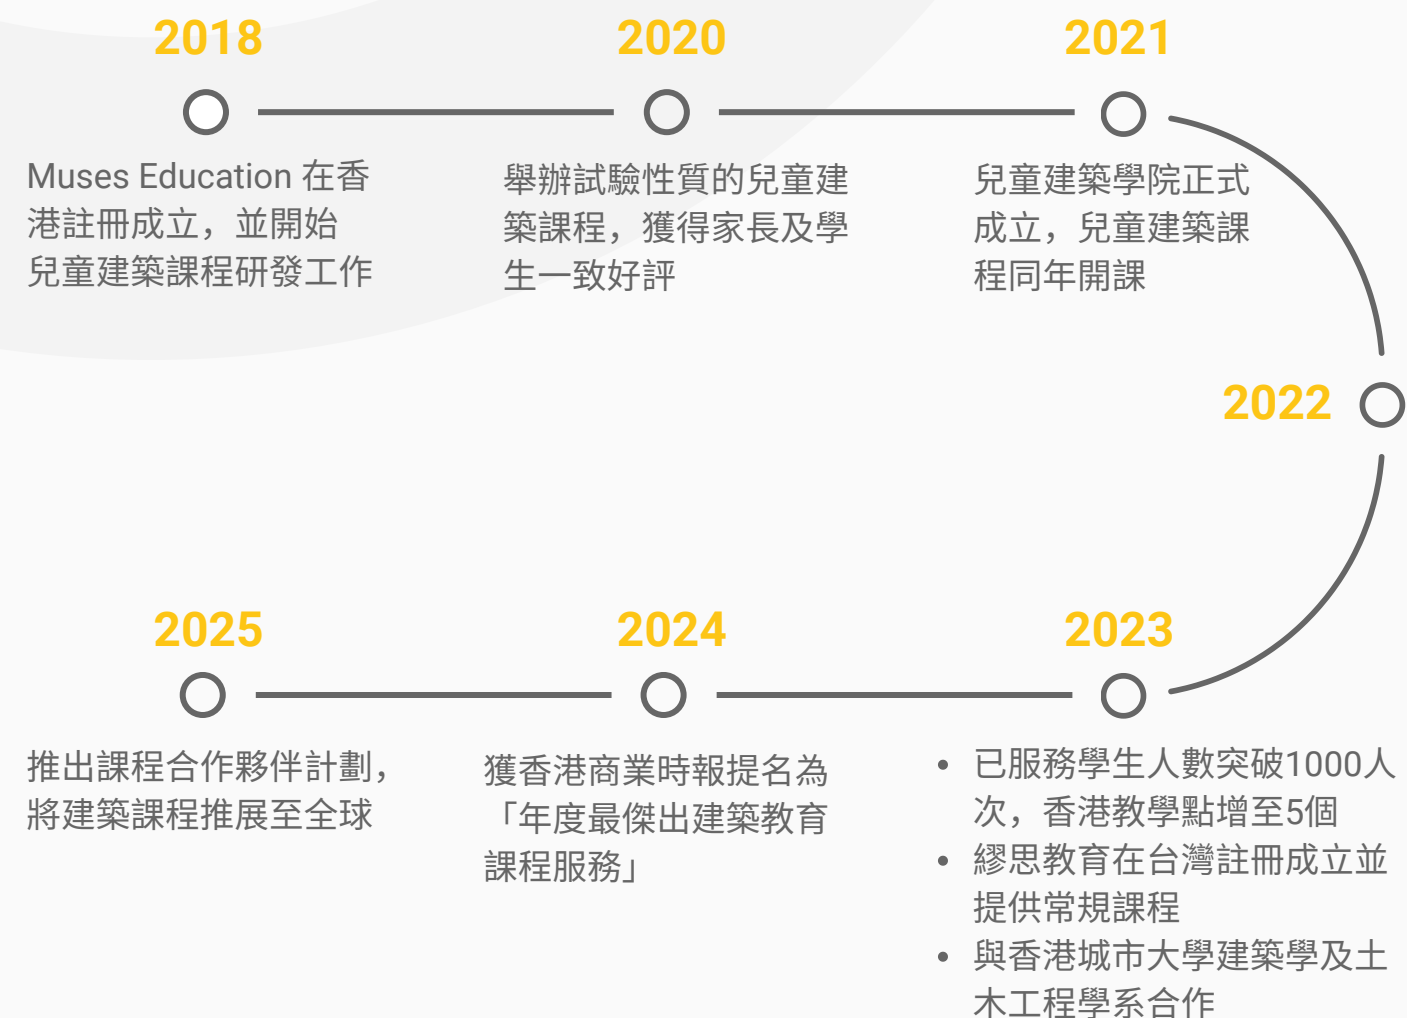 2018
Muses Education 在香
港註冊成立，並開始
兒童建築課程研發工作
2020
舉辦試驗性質的兒童建
築課程，獲得家長及學
生一致好評
2021
兒童建築學院正式
成立，兒童建築課
程同年開課
2022
2023
• 已服務學生人數突破1000人
次，香港教學點增至5個
• 繆思教育在台灣註冊成立並
提供常規課程
• 與香港城市大學建築學及土
木工程學系合作
2024
獲香港商業時報提名為
「年度最傑出建築教育
課程服務」
2025
推出課程合作夥伴計劃，
將建築課程推展至全球